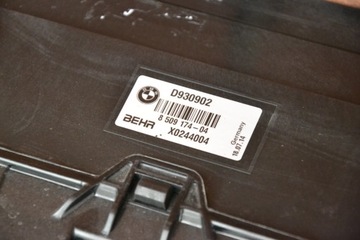 D930902
8 509 174-04
BEHR
X0244004
Germany
18.07.14